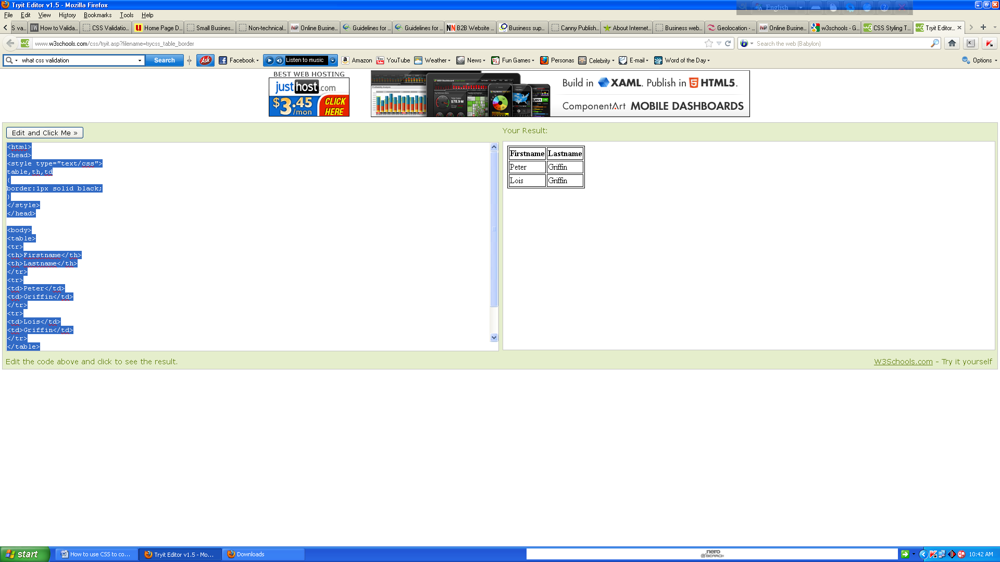 Tryit Editor v1.5 - Mozilla Firefox
English
File Edit View History Bookmarks Tools Help
S va... How to Valida... CSS Validatio... Home Page D... Small Business... Non-technical... Online Busine... Guidelines for ... Guidelines for ... B2B Website ... Business sup... Canny Publish... About Internet... Business web... Geolocation - ... Online Busine... w3schools - G... CSS Styling T... Tryit Editor...
www.w3schools.com/css/tryit.asp?filename=trycss_table_border
Search the web (Babylon)
what css validation Search Ask Facebook Listen to music Amazon YouTube Weather News Fun Games Personas Celebrity E-mail Word of the Day Options
BEST WEB HOSTING
justhost.com
$3.45/mon
CLICK HERE
Build in XAML. Publish in HTML5.
ComponentArt MOBILE DASHBOARDS
Edit and Click Me »
<html>
<head>
<style type="text/css">
table,th,td
{
border:1px solid black;
}
</style>
</head>
<body>
<table>
<tr>
<th>Firstname</th>
<th>Lastname</th>
</tr>
<tr>
<td>Peter</td>
<td>Griffin</td>
</tr>
<tr>
<td>Lois</td>
<td>Griffin</td>
</tr>
</table>
Edit the code above and click to see the result.
Your Result:
Firstname Lastname
Peter Griffin
Lois Griffin
W3Schools.com - Try it yourself
start How to use CSS to co... Tryit Editor v1.5 - Mo... Downloads nero SEARCH 10:42 AM